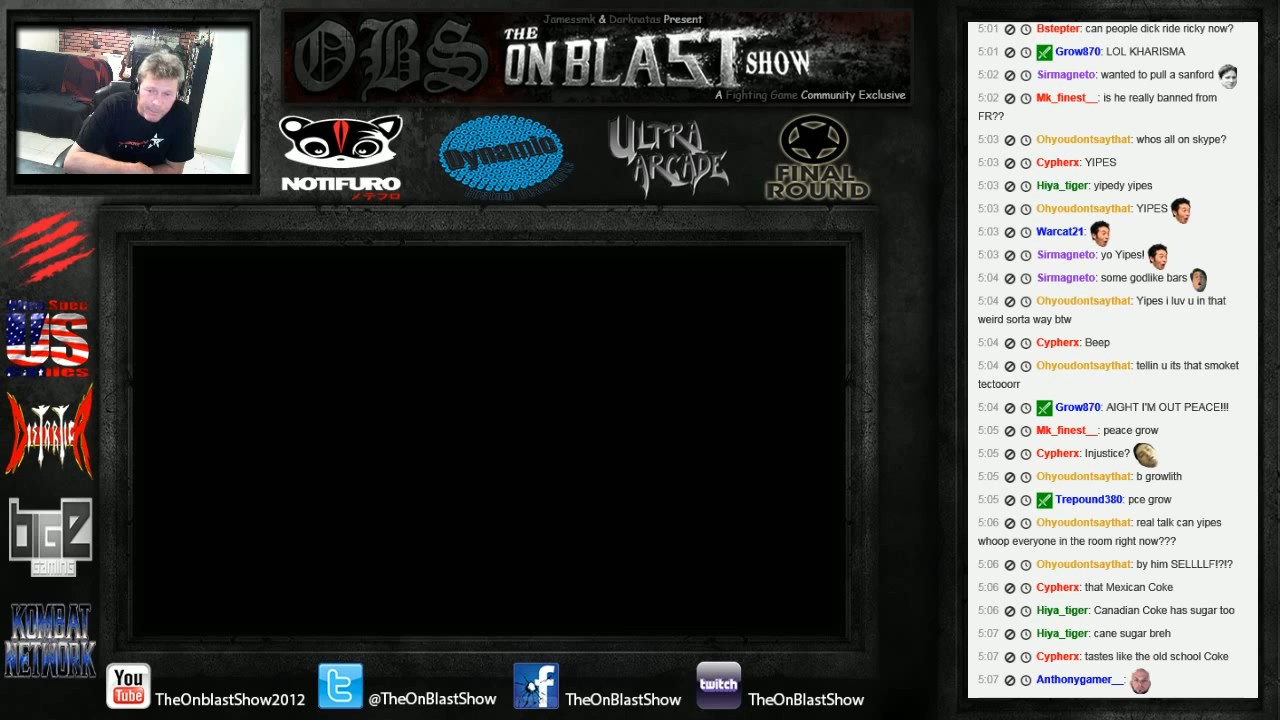 Jamessmk & Darknatas Present
OBS THE ON BLAST SHOW
A Fighting Game Community Exclusive
NOTIFURO
メテフロ
Dynamic
ULTRA ARCADE
FINAL ROUND
US
BIGE
GAMING
KOMBAT
NETWORK
You Tube TheOnblastShow2012
@TheOnBlastShow
TheOnBlastShow
twitch TheOnBlastShow
5:01 Bstepter: can people dick ride ricky now?
5:01 Grow870: LOL KHARISMA
5:02 Sirmagneto: wanted to pull a sanford
5:02 Mk_finest__: is he really banned from
FR??
5:03 Ohyoudontsaythat: whos all on skype?
5:03 Cypherx: YIPES
5:03 Hiya_tiger: yipedy yipes
5:03 Ohyoudontsaythat: YIPES
5:03 Warcat21:
5:03 Sirmagneto: yo Yipes!
5:04 Sirmagneto: some godlike bars
5:04 Ohyoudontsaythat: Yipes i luv u in that
weird sorta way btw
5:04 Cypherx: Beep
5:04 Ohyoudontsaythat: tellin u its that smoket
tectooorr
5:04 Grow870: AIGHT I'M OUT PEACE!!!
5:05 Mk_finest__: peace grow
5:05 Cypherx: Injustice?
5:05 Ohyoudontsaythat: b growlith
5:05 Trepound380: pce grow
5:06 Ohyoudontsaythat: real talk can yipes
whoop everyone in the room right now???
5:06 Ohyoudontsaythat: by him SELLLLF!?!?
5:06 Cypherx: that Mexican Coke
5:06 Hiya_tiger: Canadian Coke has sugar too
5:07 Hiya_tiger: cane sugar breh
5:07 Cypherx: tastes like the old school Coke
5:07 Anthonygamer__: